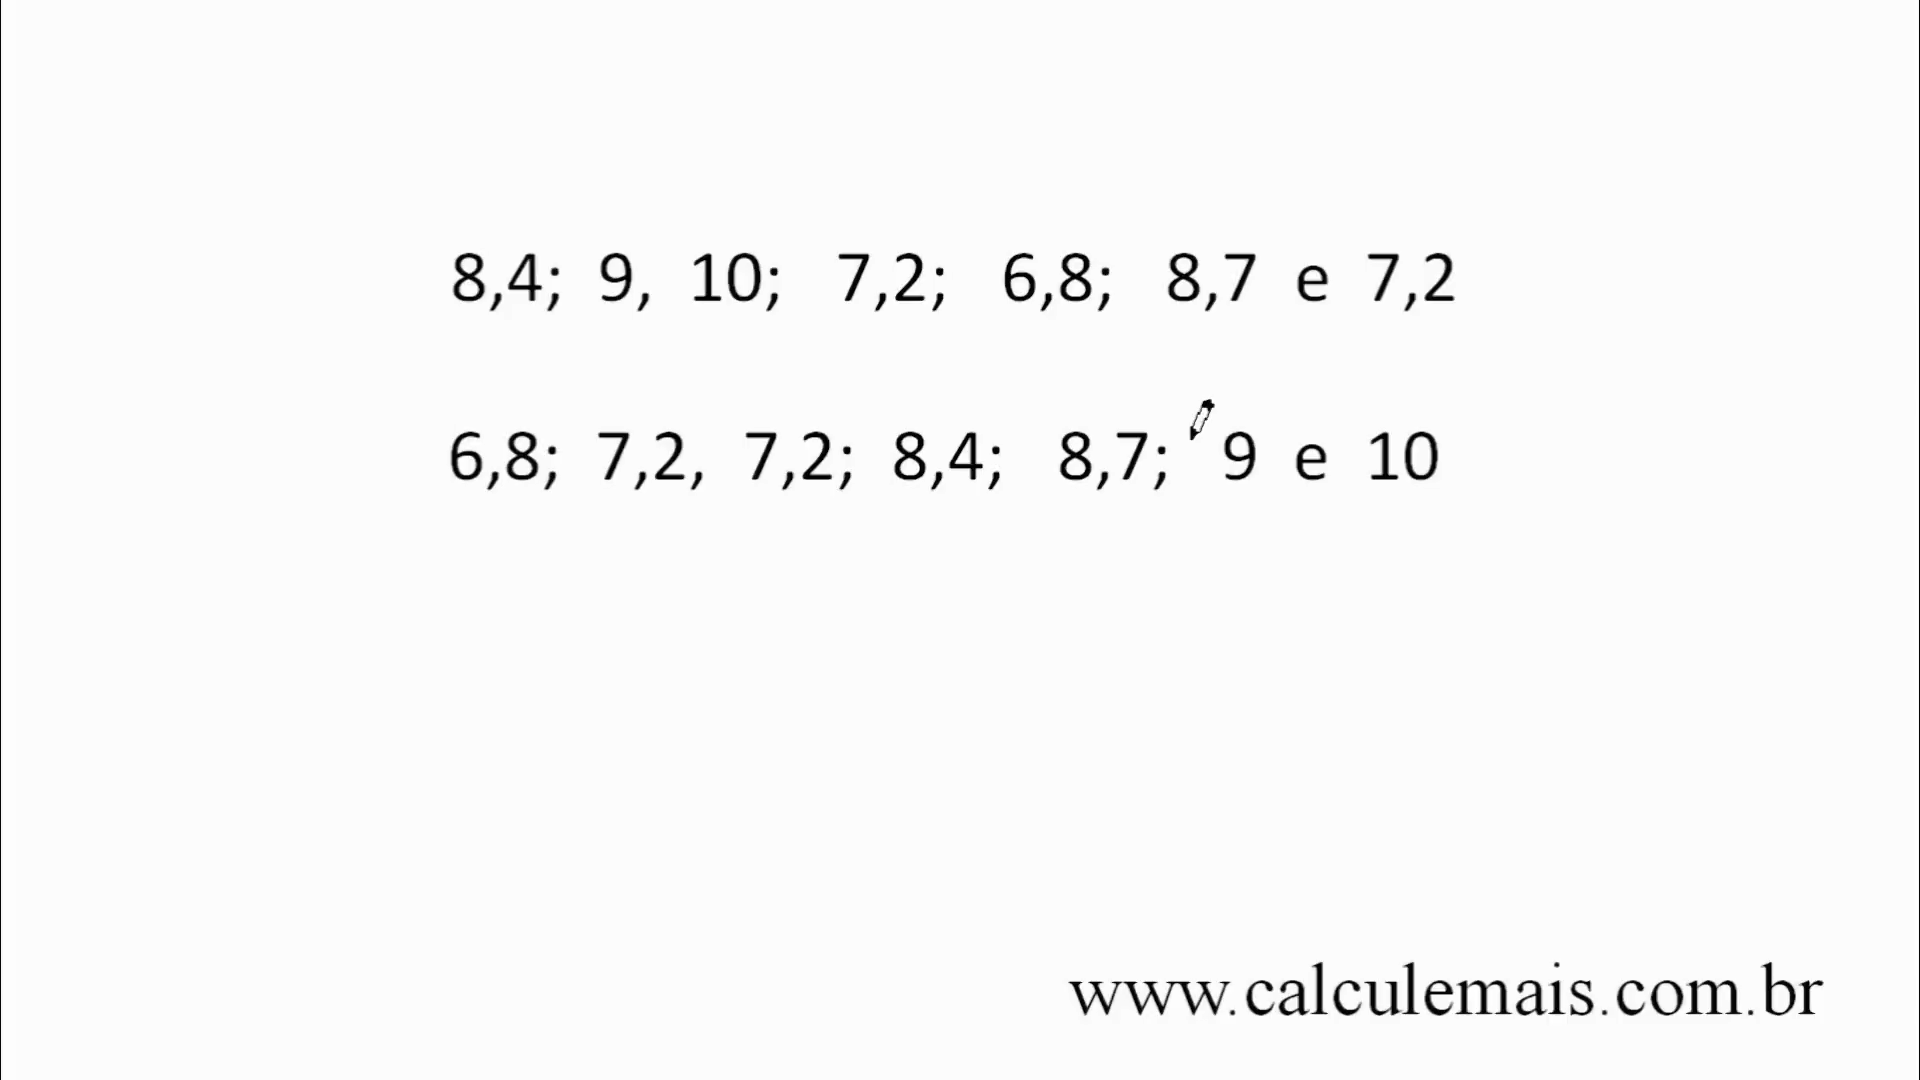 8,4; 9, 10; 7,2; 6,8; 8,7 e 7,2
6,8; 7,2, 7,2; 8,4; 8,7; 9 e 10
www.calculemais.com.br